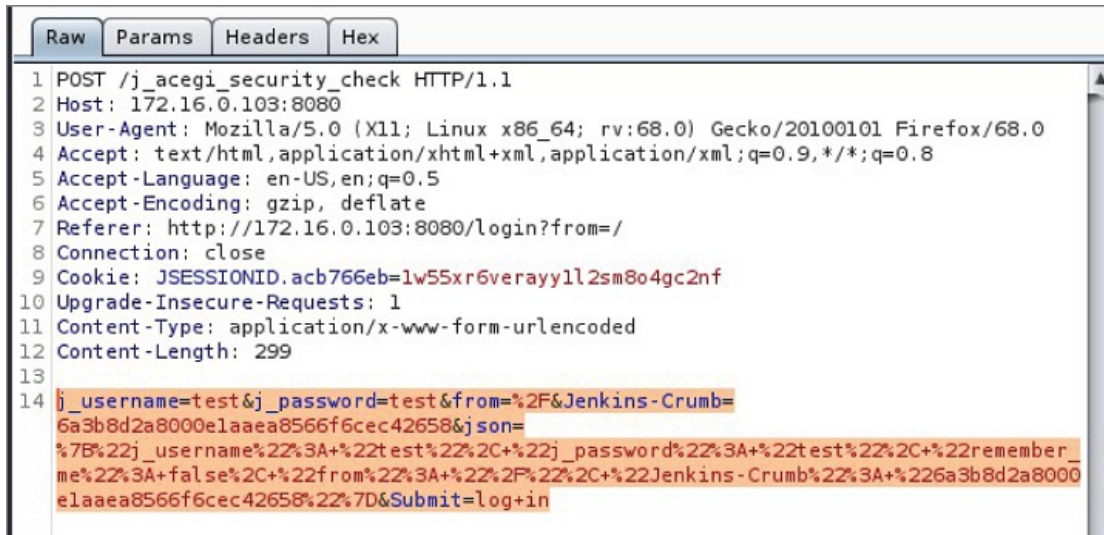 Raw Params Headers Hex
1 POST /j_acegi_security_check HTTP/1.1
2 Host: 172.16.0.103:8080
3 User-Agent: Mozilla/5.0 (X11; Linux x86_64; rv:68.0) Gecko/20100101 Firefox/68.0
4 Accept: text/html,application/xhtml+xml,application/xml;q=0.9,*/*;q=0.8
5 Accept-Language: en-US,en;q=0.5
6 Accept-Encoding: gzip, deflate
7 Referer: http://172.16.0.103:8080/login?from=/
8 Connection: close
9 Cookie: JSESSIONID.acb766eb=1w55xr6verayy1l2sm8o4gc2nf
10 Upgrade-Insecure-Requests: 1
11 Content-Type: application/x-www-form-urlencoded
12 Content-Length: 299
13
14 j_username=test&j_password=test&from=%2F&Jenkins-Crumb=
6a3b8d2a8000e1aaea8566f6cec42658&json=
%7B%22j_username%22%3A+%22test%22%2C+%22j_password%22%3A+%22test%22%2C+%22remember_
me%22%3A+false%2C+%22from%22%3A+%22%2F%22%2C+%22Jenkins-Crumb%22%3A+%226a3b8d2a8000
e1aaea8566f6cec42658%22%7D&Submit=log+in